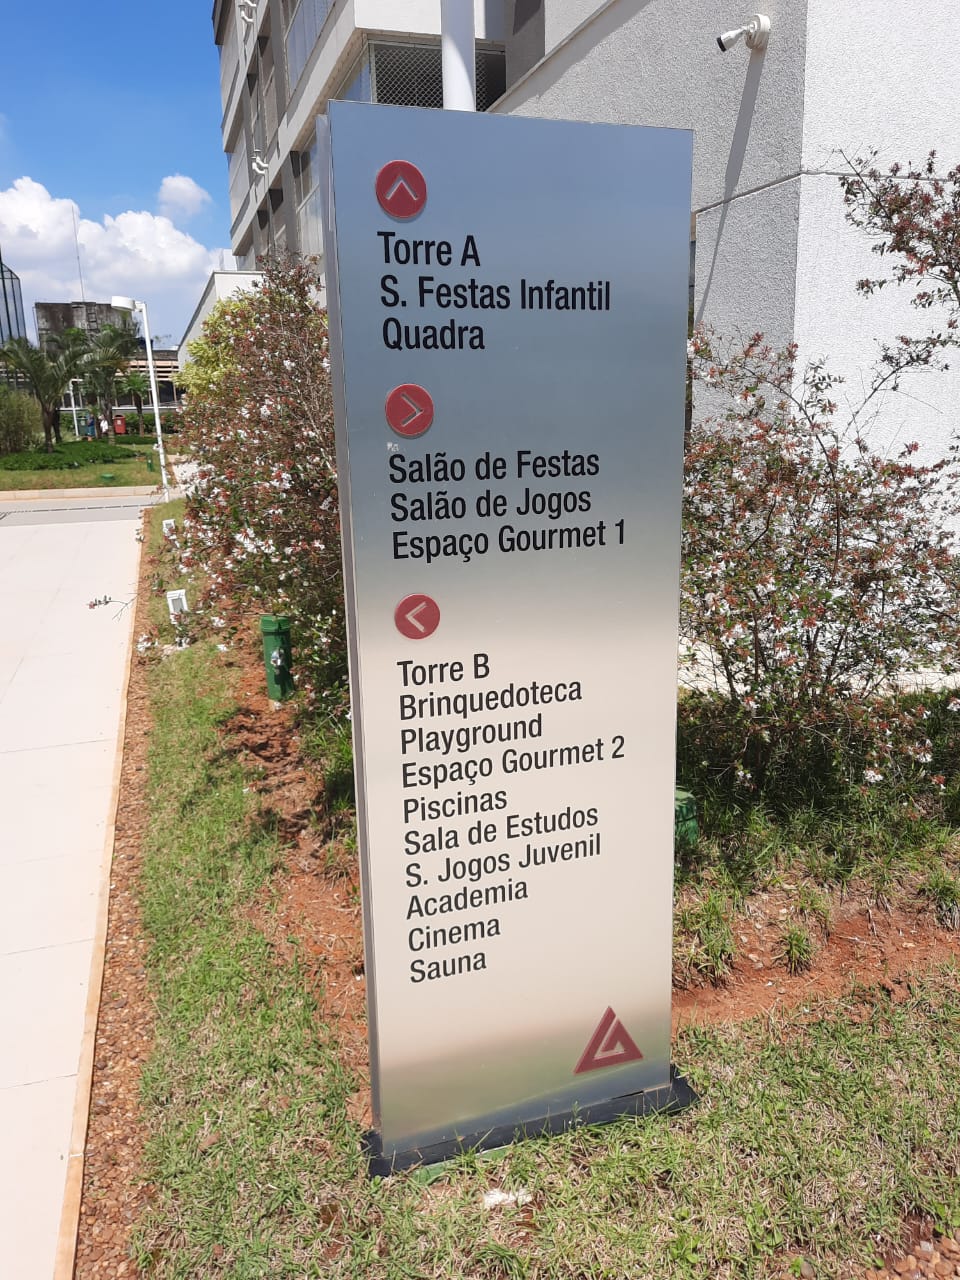 Torre A
S. Festas Infantil
Quadra
Salão de Festas
Salão de Jogos
Espaço Gourmet 1
Torre B
Brinquedoteca
Playground
Espaço Gourmet 2
Piscinas
Sala de Estudos
S. Jogos Juvenil
Academia
Cinema
Sauna